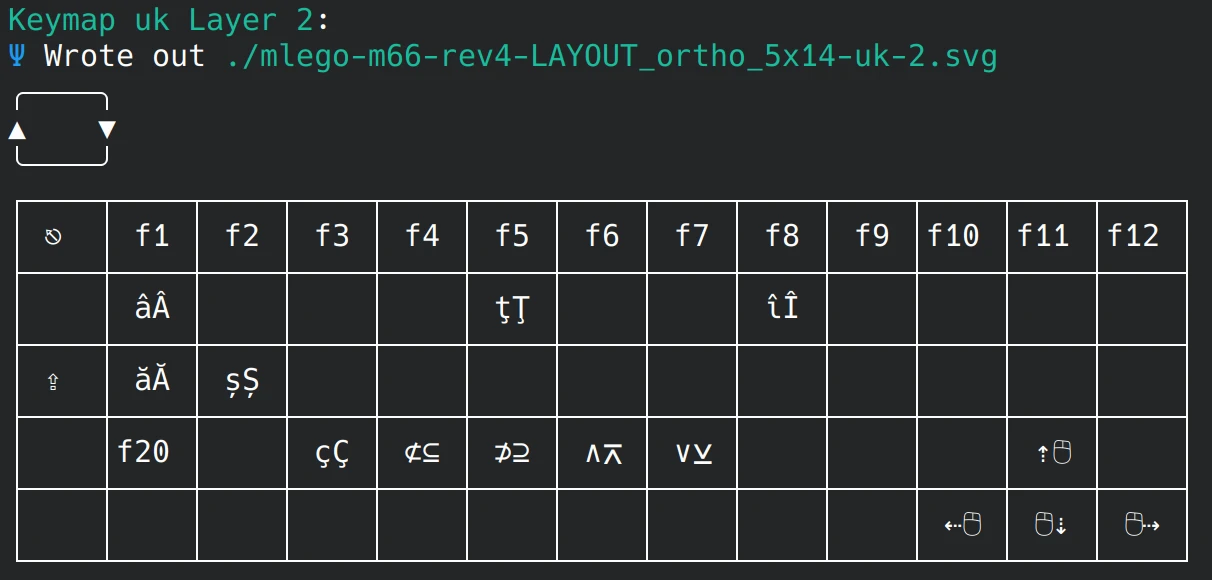 Keymap uk Layer 2:
Ψ Wrote out ./mlego-m66-rev4-LAYOUT_ortho_5x14-uk-2.svg
▲ ▼
⎋ f1 f2 f3 f4 f5 f6 f7 f8 f9 f10 f11 f12
âÂ ţŢ îÎ
⇪ ăĂ șȘ
f20 çÇ ⊄⊆ ⊅⊇ ∧⊼ ∨⊻ ⇡🖱
⇠🖱 🖱⇣ 🖱⇢